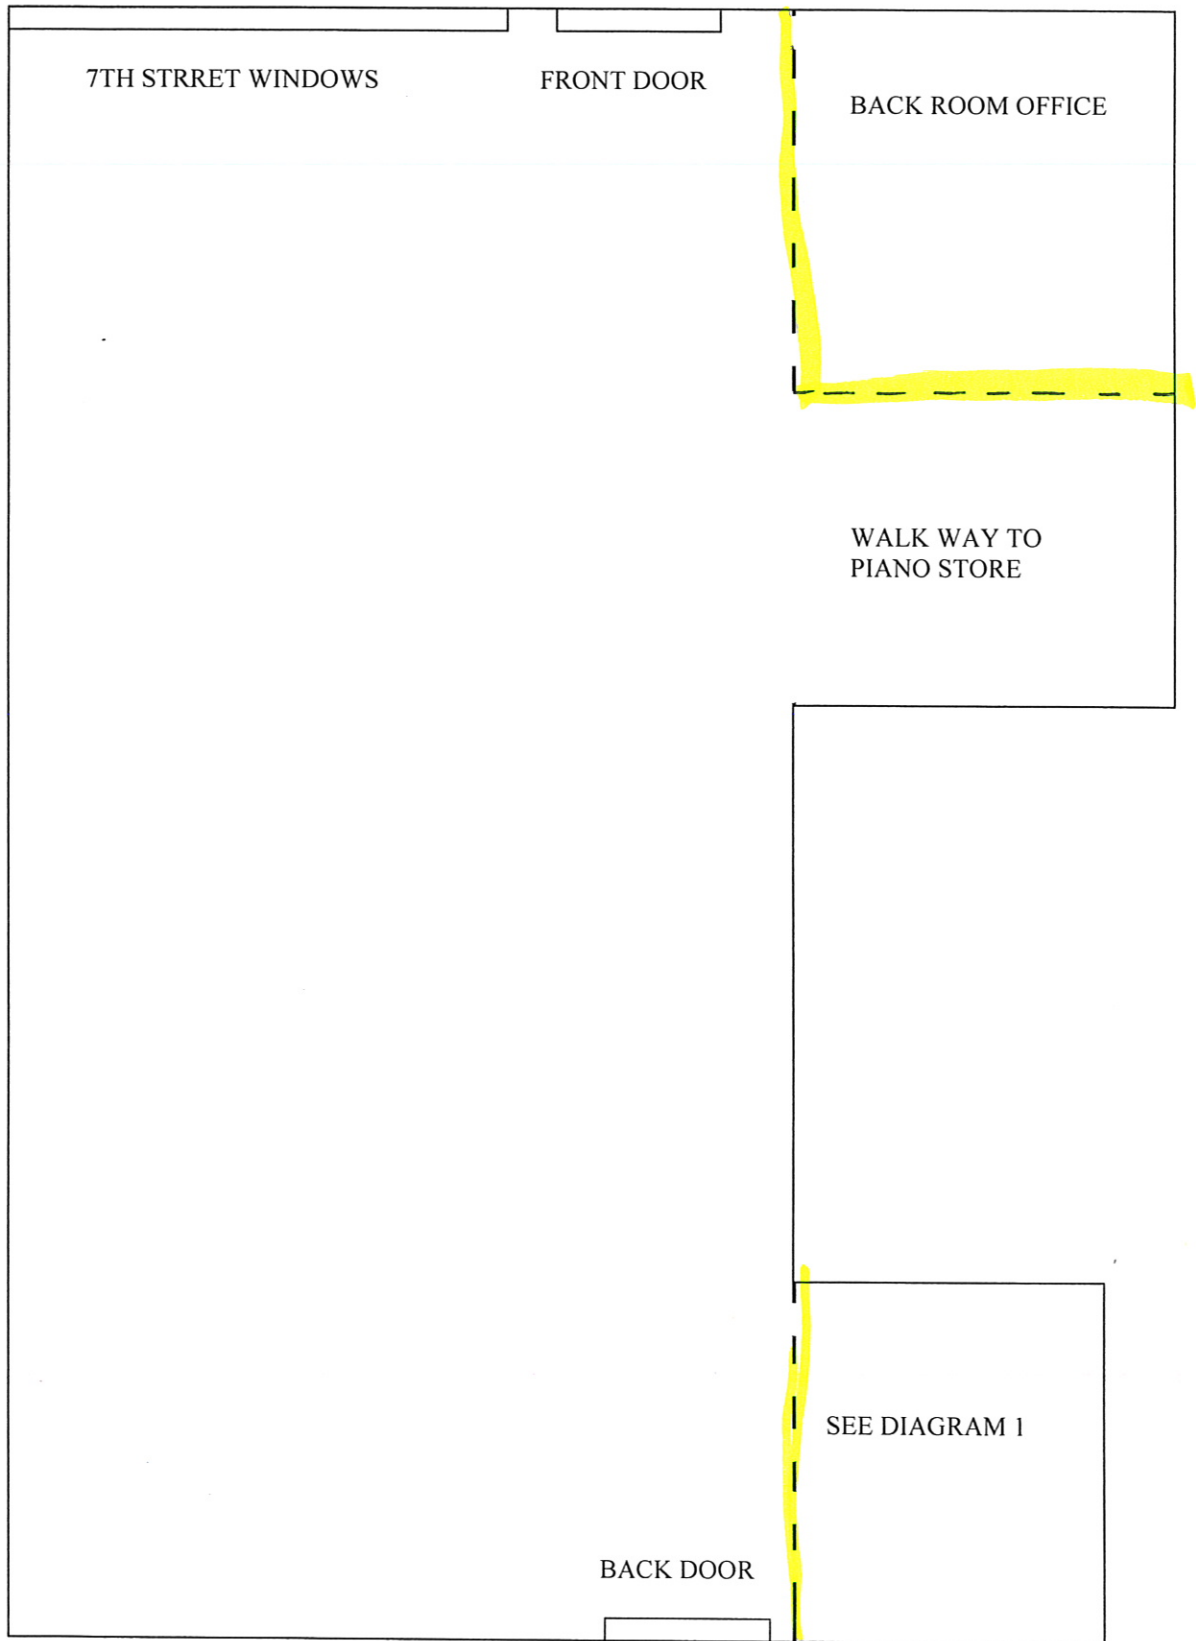 7TH STRRET WINDOWS
FRONT DOOR
BACK ROOM OFFICE
WALK WAY TO
PIANO STORE
SEE DIAGRAM 1
BACK DOOR